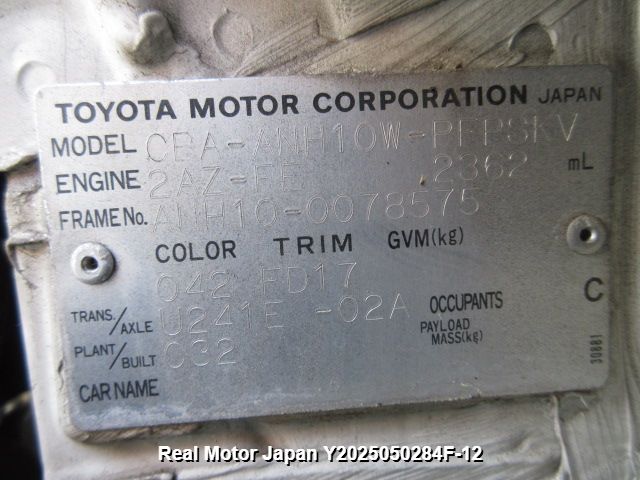 TOYOTA MOTOR CORPORATION JAPAN
MODEL CBA-ANH10W-PFPSKV
ENGINE 2AZ-FE 2362 mL
FRAME No. ANH10-0078575
COLOR TRIM GVM(kg)
042 FD17
C
TRANS./AXLE U241E -02A OCCUPANTS
PLANT/BUILT C32 PAYLOAD MASS(kg)
CAR NAME
30881
Real Motor Japan Y2025050284F-12